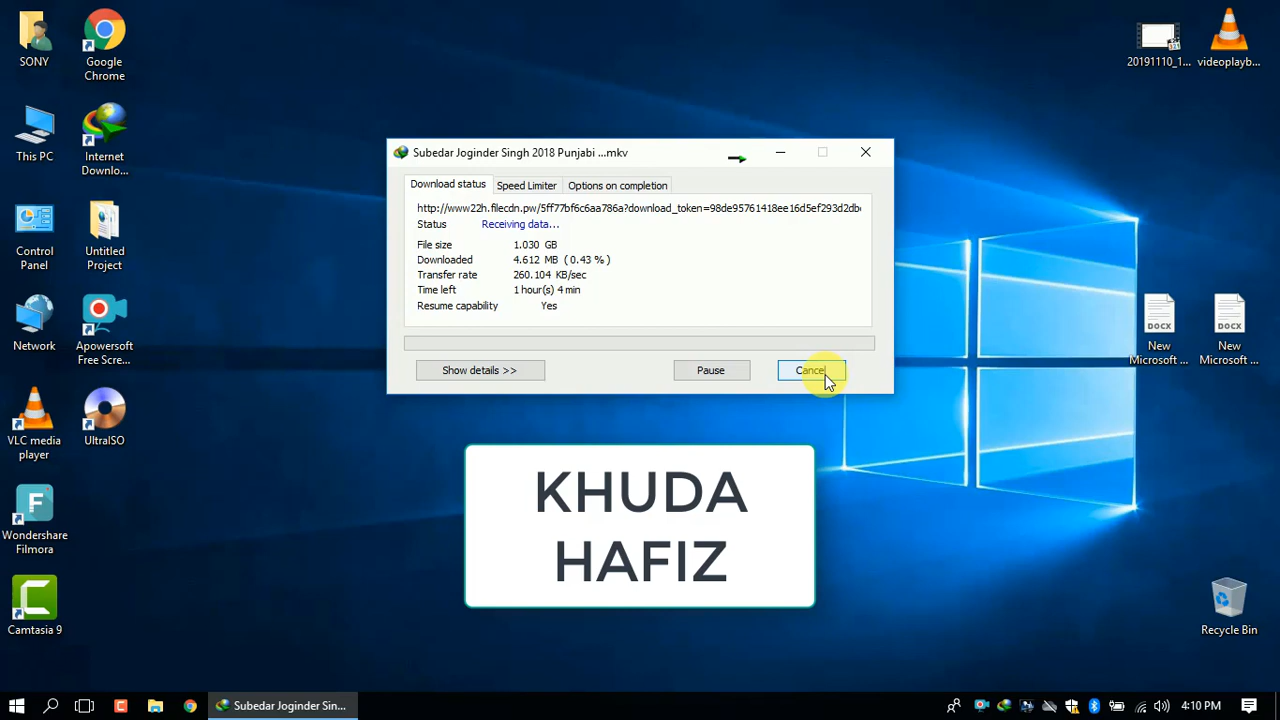 SONY
Google
Chrome
This PC
Internet
Downlo...
Control
Panel
Untitled
Project
Network
Apowersoft
Free Scre...
VLC media
player
UltraISO
Wondershare
Filmora
Camtasia 9
20191110_1...
videoplayb...
DOCX
New
Microsoft ...
DOCX
New
Microsoft ...
Recycle Bin
Subedar Joginder Singh 2018 Punjabi ...mkv
Download status
Speed Limiter
Options on completion
http://www22h.filecdn.pw/5ff77bf6c6aa786a?download_token=98de95761418ee16d5ef293d2db
Status Receiving data...
File size 1.030 GB
Downloaded 4.612 MB ( 0.43 % )
Transfer rate 260.104 KB/sec
Time left 1 hour(s) 4 min
Resume capability Yes
Show details >>
Pause
Cancel
KHUDA
HAFIZ
Subedar Joginder Sin...
4:10 PM